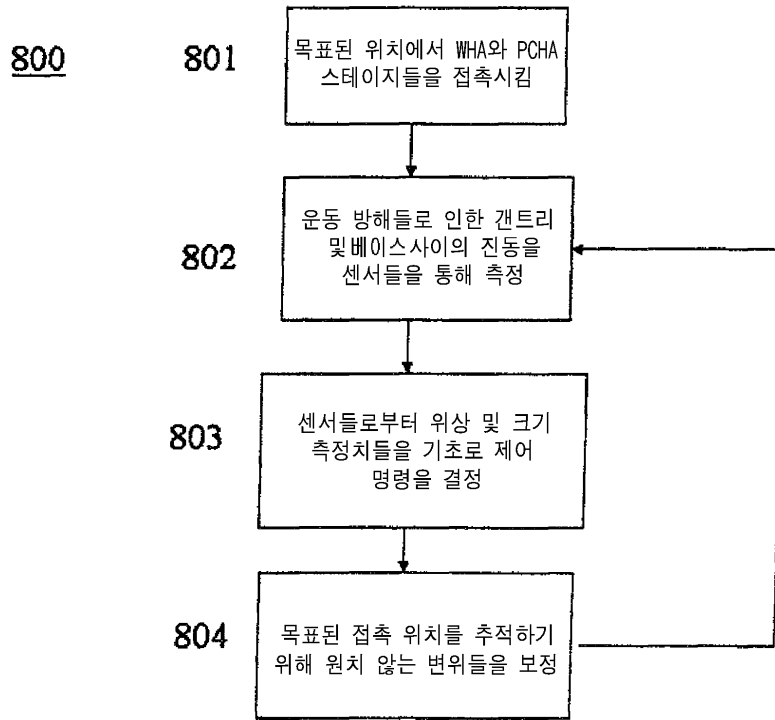 800
801
목표된 위치에서 WHA와 PCHA
스테이지들을 접촉시킴
802
운동 방해들로 인한 갠트리
및베이스사이의 진동을
센서들을 통해 측정
803
센서들로부터 위상 및 크기
측정치들을 기초로 제어
명령을 결정
804
목표된 접촉 위치를 추적하기
위해 원치 않는 변위들을 보정